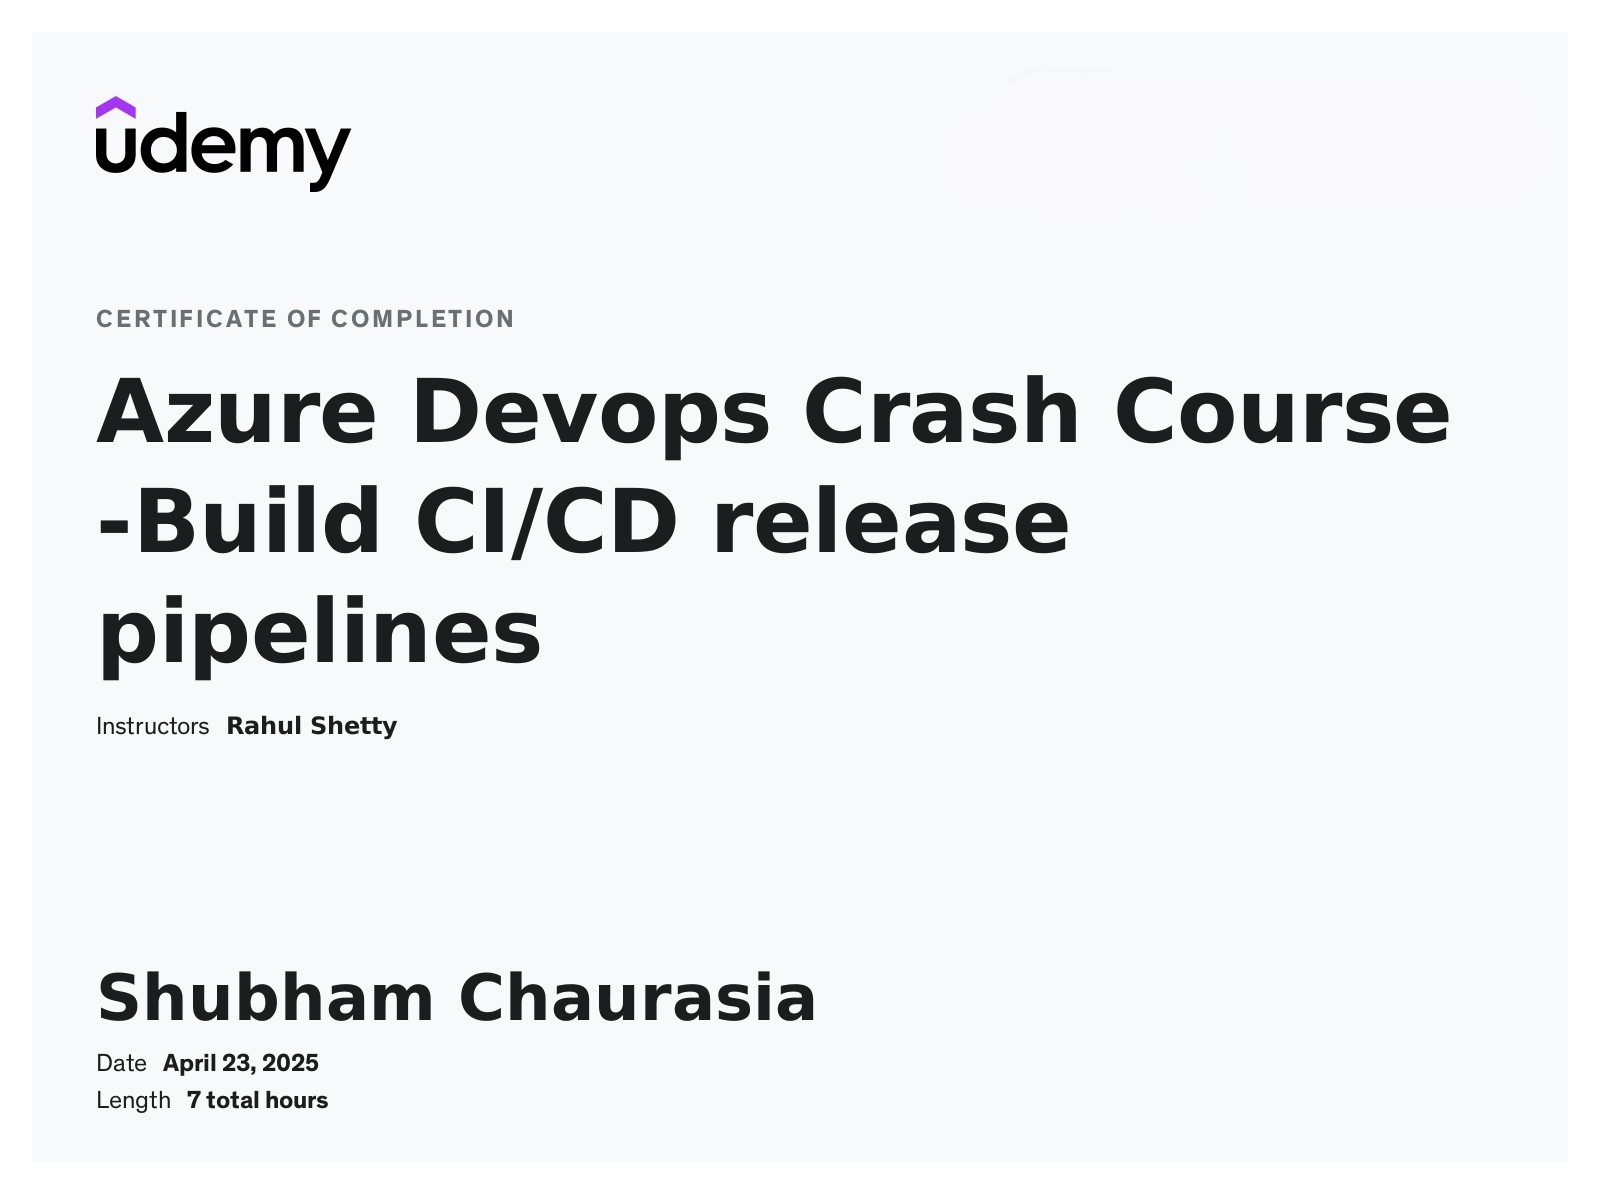 udemy
CERTIFICATE OF COMPLETION
Azure Devops Crash Course
-Build CI/CD release
pipelines
Instructors Rahul Shetty
Shubham Chaurasia
Date April 23, 2025
Length 7 total hours